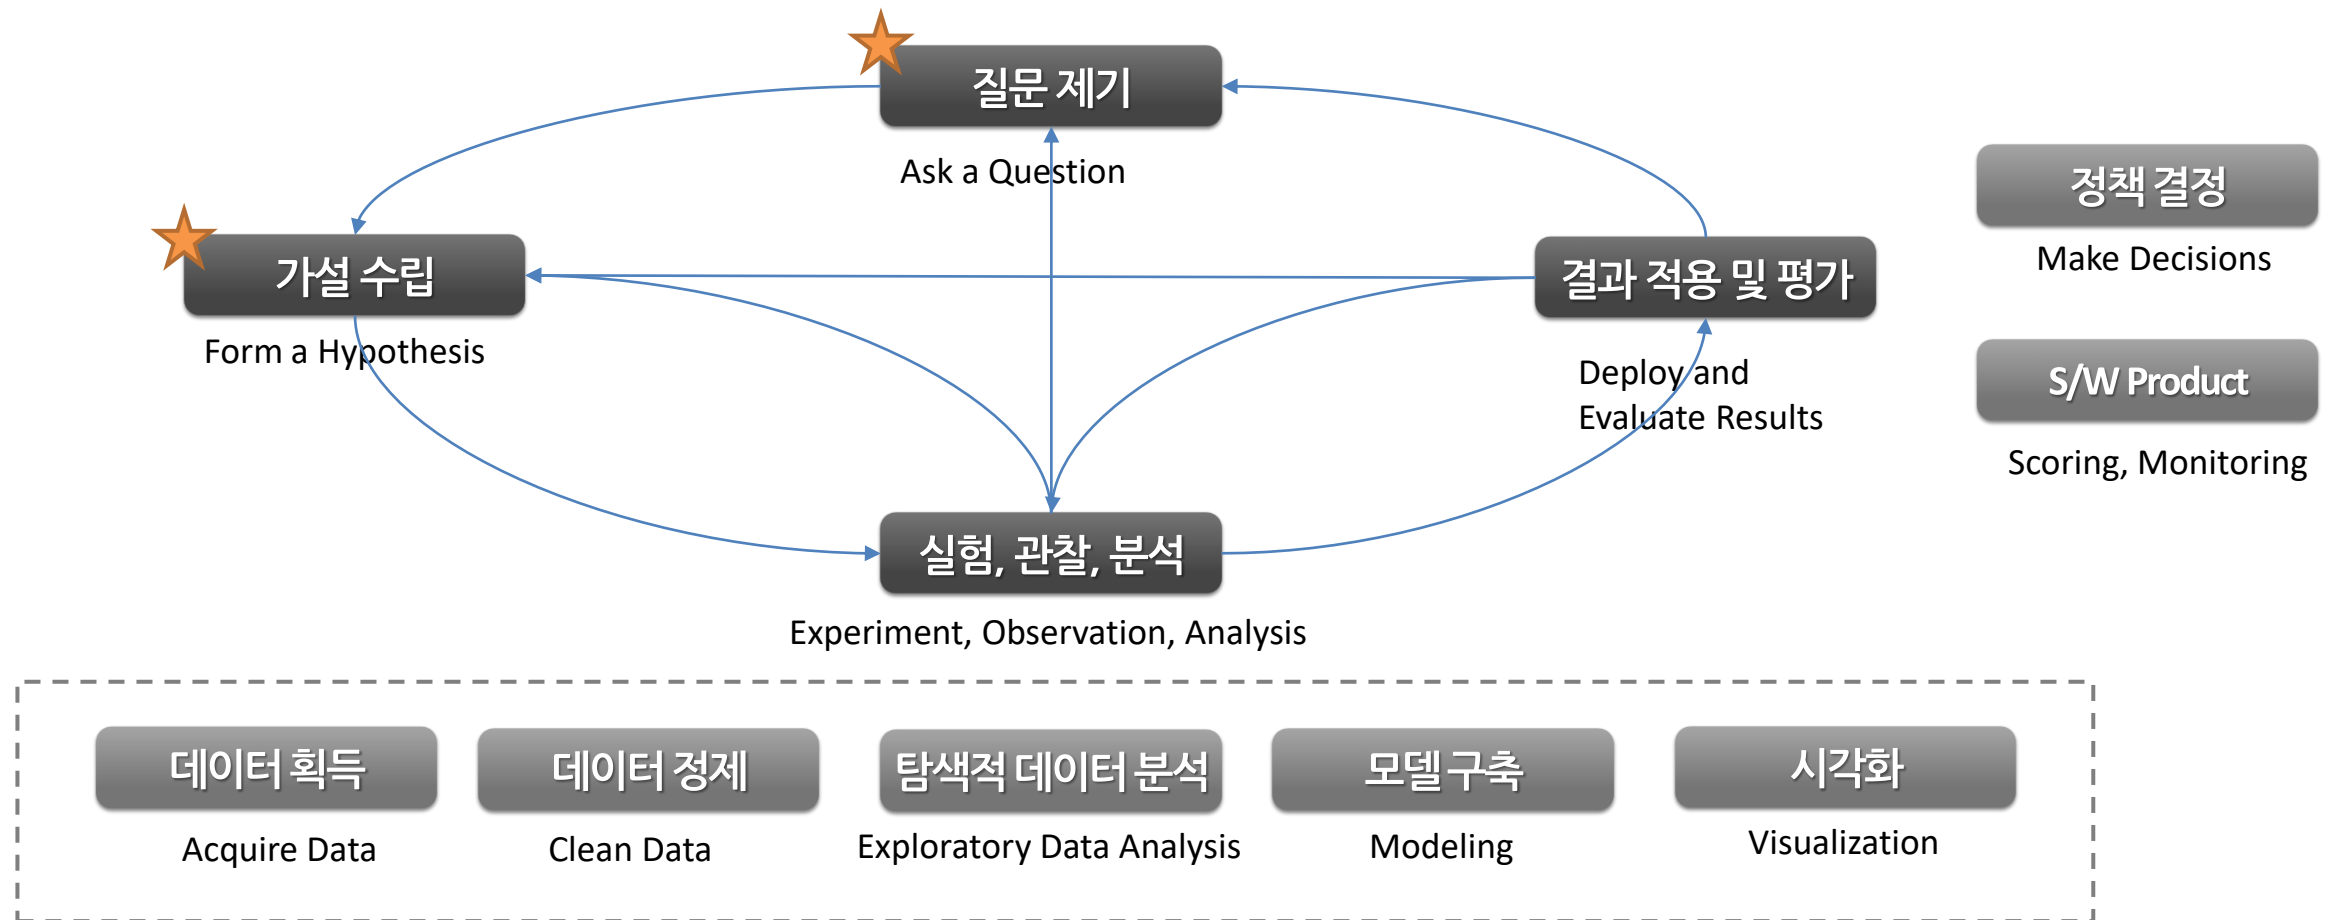 질문 제기
Ask a Question
가설 수립
Form a Hypothesis
결과 적용 및 평가
Deploy and
Evaluate Results
정책 결정
Make Decisions
S/W Product
Scoring, Monitoring
실험, 관찰, 분석
Experiment, Observation, Analysis
데이터 획득
Acquire Data
데이터 정제
Clean Data
탐색적 데이터 분석
Exploratory Data Analysis
모델 구축
Modeling
시각화
Visualization